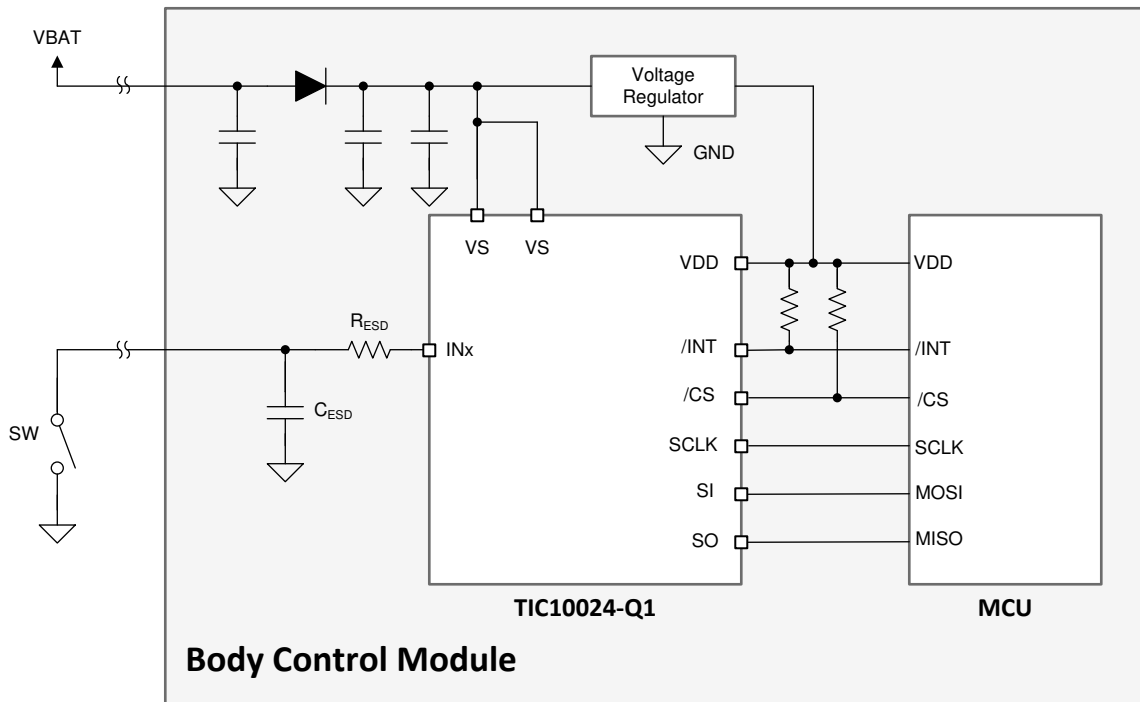 VBAT
Voltage
Regulator
GND
VS
VS
VDD
VDD
RESD
INx
/INT
/INT
CESD
/CS
/CS
SW
SCLK
SCLK
SI
MOSI
SO
MISO
TIC10024-Q1
MCU
Body Control Module